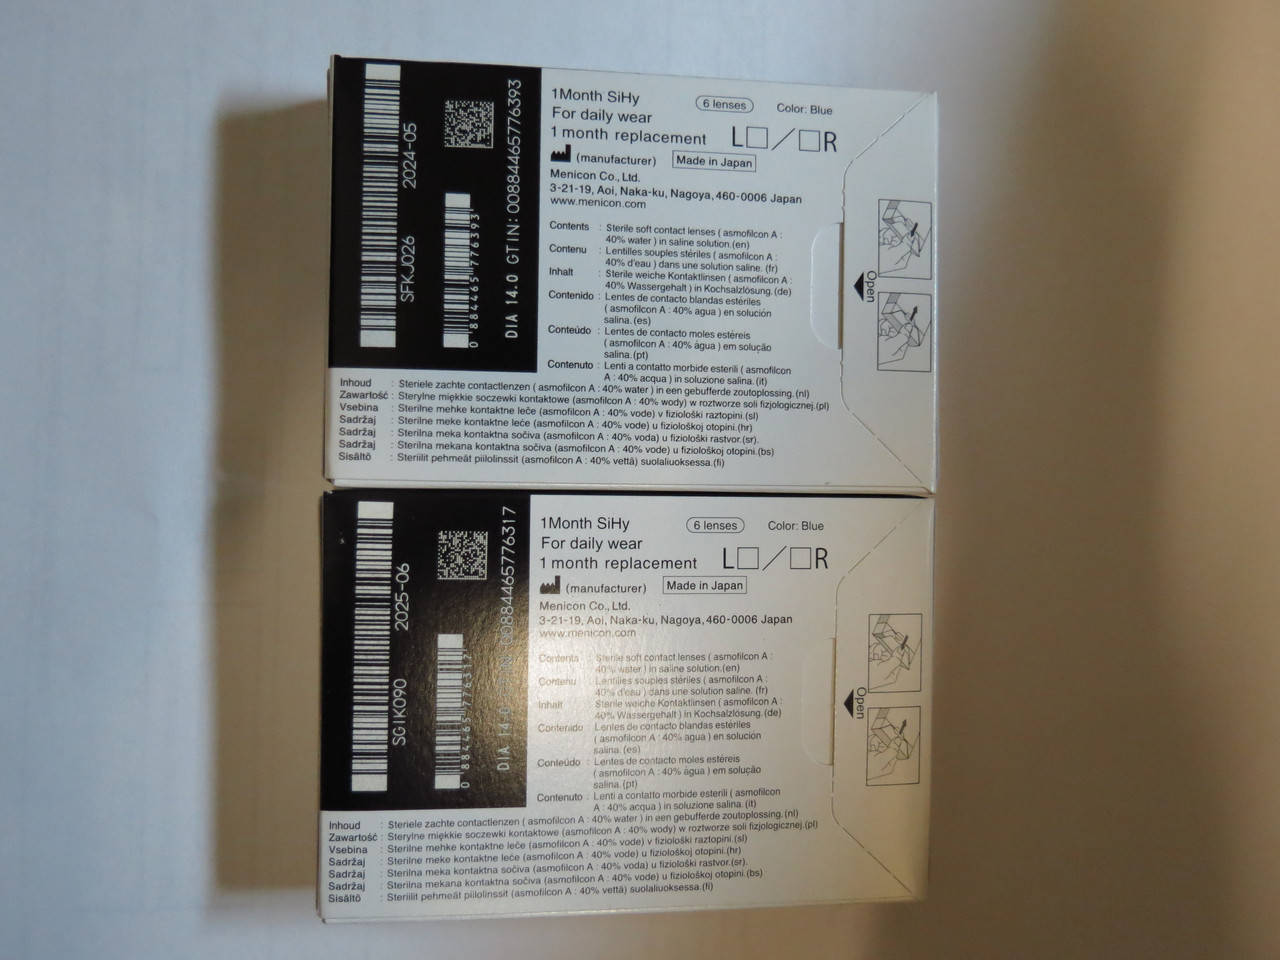 SFKJ026 2024-05
0 884465 776393
DIA 14.0 GTIN: 00884465776393
1Month SiHy
6 lenses
Color: Blue
For daily wear
1 month replacement
L□/□R
(manufacturer)
Made in Japan
Menicon Co., Ltd.
3-21-19, Aoi, Naka-ku, Nagoya, 460-0006 Japan
www.menicon.com
Contents : Sterile soft contact lenses ( asmofilcon A :
40% water ) in saline solution.(en)
Contenu : Lentilles souples stériles ( asmofilcon A :
40% d'eau ) dans une solution saline. (fr)
Inhalt : Sterile weiche Kontaktlinsen ( asmofilcon A :
40% Wassergehalt ) in Kochsalzlösung. (de)
Contenido : Lentes de contacto blandas estériles
( asmofilcon A : 40% agua ) en solución
salina. (es)
Conteúdo : Lentes de contacto moles estéreis
( asmofilcon A : 40% água ) em solução
salina. (pt)
Contenuto : Lenti a contatto morbide esterili ( asmofilcon
A : 40% acqua ) in soluzione salina. (it)
Inhoud : Steriele zachte contactlenzen ( asmofilcon A : 40% water ) in een gebufferde zoutoplossing.(nl)
Zawartość : Sterylne miękkie soczewki kontaktowe (asmofilcon A : 40% wody) w roztworze soli fizjologicznej.(pl)
Vsebina : Sterilne mehke kontaktne leče (asmofilcon A : 40% vode) v fiziološki raztopini.(sl)
Sadržaj : Sterilne meke kontaktne leće (asmofilcon A : 40% vode) u fiziološkoj otopini.(hr)
Sadržaj : Sterilna meka kontaktna sočiva (asmofilcon A : 40% voda) u fiziološki rastvor.(sr).
Sadržaj : Sterilna mekana kontaktna sočiva (asmofilcon A : 40% vode) u fiziološkoj otopini.(bs)
Sisältö : Steriilit pehmeät piilolinssit (asmofilcon A : 40% vettä) suolaliuoksessa.(fi)
Open
SGIK090 2025-06
0 884465 776317
DIA 14.0 00884465776317
1Month SiHy
6 lenses
Color: Blue
For daily wear
1 month replacement
L□/□R
(manufacturer)
Made in Japan
Menicon Co., Ltd.
3-21-19, Aoi, Naka-ku, Nagoya, 460-0006 Japan
www.menicon.com
Contents : Sterile soft contact lenses ( asmofilcon A :
40% water ) in saline solution.(en)
Contenu : Lentilles souples stériles ( asmofilcon A :
40% d'eau ) dans une solution saline. (fr)
Inhalt : Sterile weiche Kontaktlinsen ( asmofilcon A :
40% Wassergehalt ) in Kochsalzlösung. (de)
Contenido : Lentes de contacto blandas estériles
( asmofilcon A : 40% agua ) en solución
salina. (es)
Conteúdo : Lentes de contacto moles estéreis
( asmofilcon A : 40% água ) em solução
salina. (pt)
Contenuto : Lenti a contatto morbide esterili ( asmofilcon
A : 40% acqua ) in soluzione salina. (it)
Inhoud : Steriele zachte contactlenzen ( asmofilcon A : 40% water ) in een gebufferde zoutoplossing.(nl)
Zawartość : Sterylne miękkie soczewki kontaktowe (asmofilcon A : 40% wody) w roztworze soli fizjologicznej.(pl)
Vsebina : Sterilne mehke kontaktne leče (asmofilcon A : 40% vode) v fiziološki raztopini.(sl)
Sadržaj : Sterilne meke kontaktne leće (asmofilcon A : 40% vode) u fiziološkoj otopini.(hr)
Sadržaj : Sterilna meka kontaktna sočiva (asmofilcon A : 40% voda) u fiziološki rastvor.(sr).
Sadržaj : Sterilna mekana kontaktna sočiva (asmofilcon A : 40% vode) u fiziološkoj otopini.(bs)
Sisältö : Steriilit pehmeät piilolinssit (asmofilcon A : 40% vettä) suolaliuoksessa.(fi)
Open